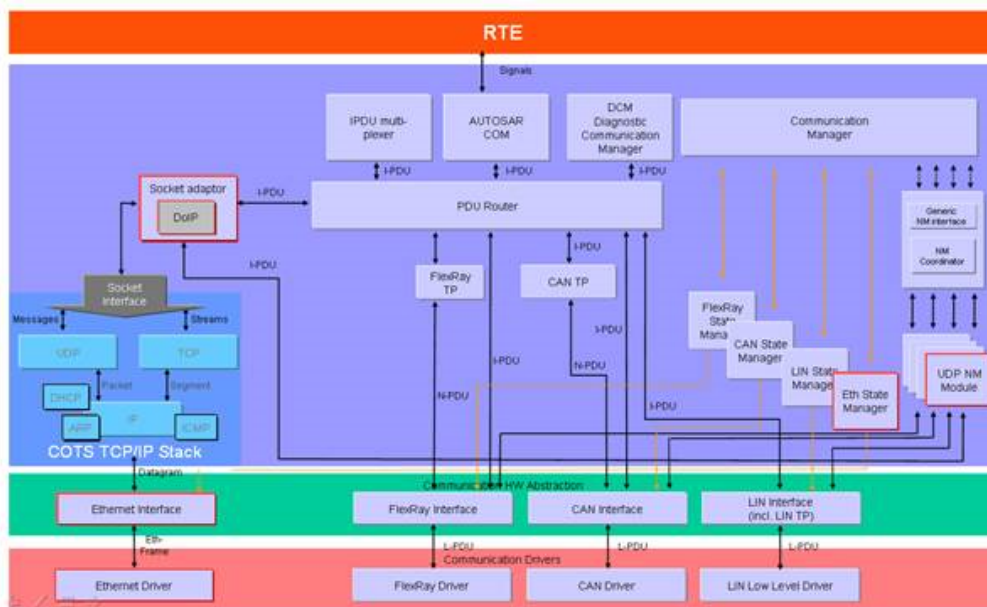 RTE
Signals
IPDU multi-
plexer
AUTOSAR
COM
DCM
Diagnostic
Communication
Manager
Communication
Manager
I-PDU
I-PDU
I-PDU
Socket adaptor
DoIP
I-PDU
PDU Router
Generic
NM interface
NM
Coordinator
I-PDU
I-PDU
FlexRay
TP
CAN TP
Socket
Interface
Messages
Streams
FlexRay
State
Manager
CAN State
Manager
LIN State
Manager
Eth State
Manager
UDP NM
Module
UDP
TCP
I-PDU
I-PDU
N-PDU
Packet
Segment
N-PDU
I-PDU
DHCP
IP
ARP
ICMP
COTS TCP/IP Stack
Datagram
Communication HW Abstraction
Ethernet Interface
FlexRay Interface
CAN Interface
LIN Interface
(incl. LIN TP)
Eth-
Frame
L-PDU
L-PDU
L-PDU
Communication Drivers
Ethernet Driver
FlexRay Driver
CAN Driver
LIN Low Level Driver